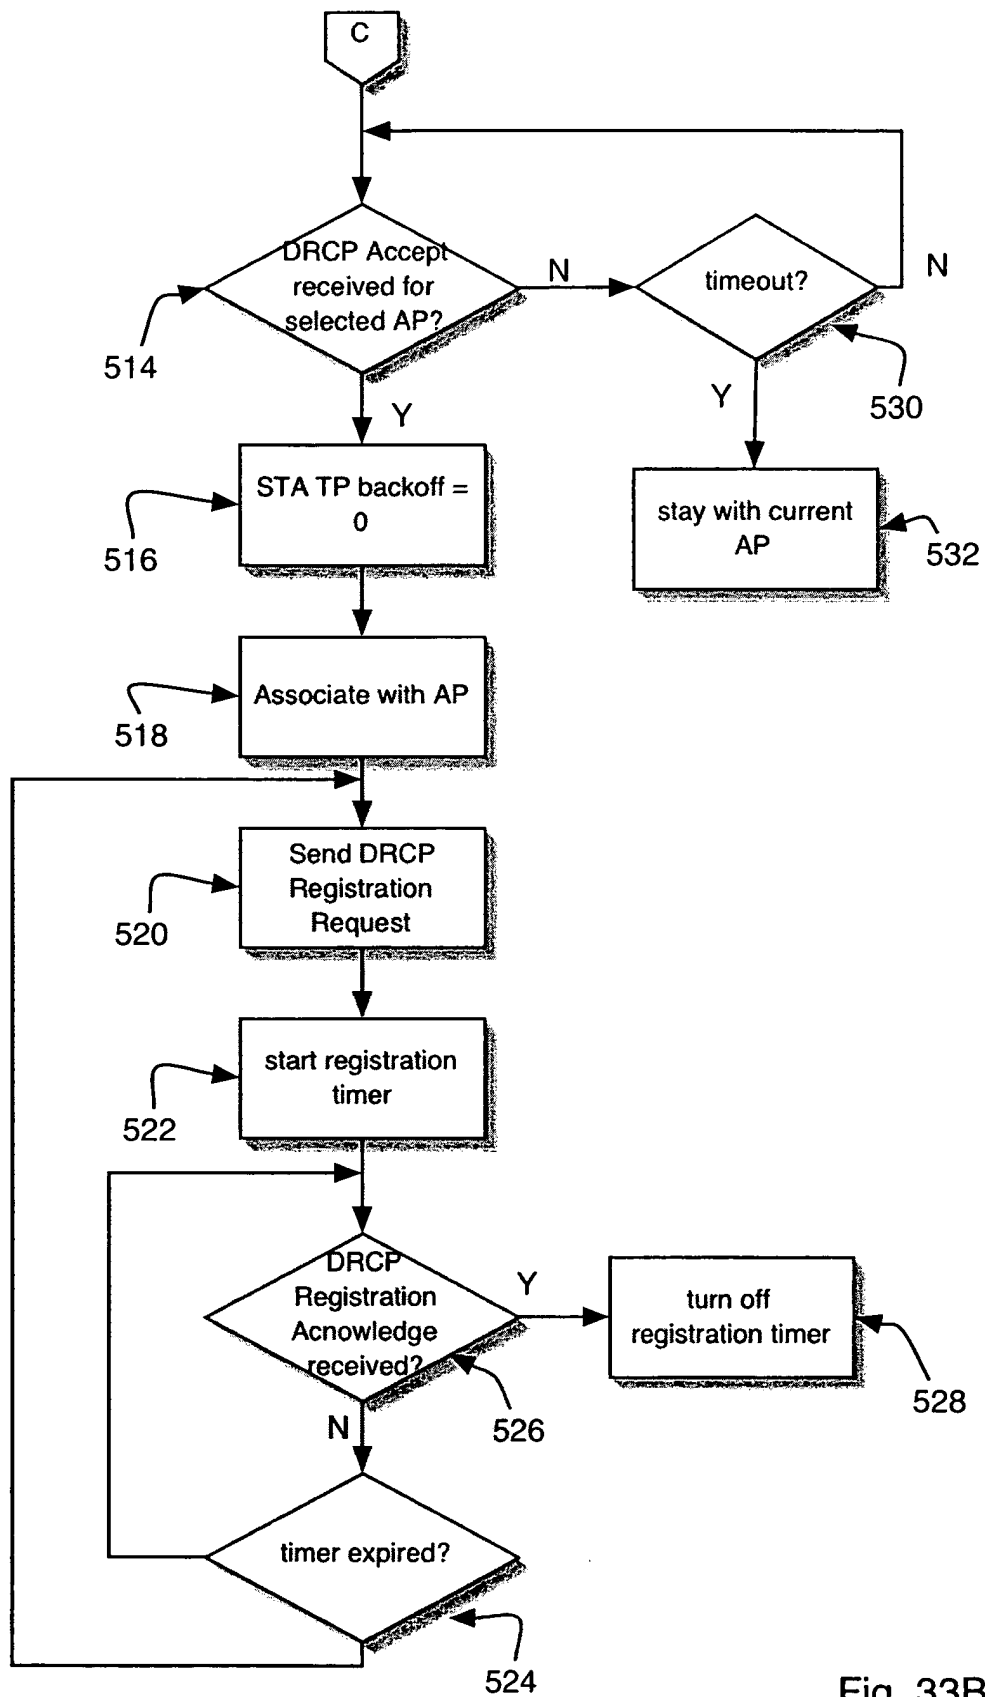 C
DRCP Accept
received for
selected AP?
N
timeout?
N
514
530
Y
Y
STA TP backoff =
0
516
stay with current
AP
532
Associate with AP
518
Send DRCP
Registration
Request
520
start registration
timer
522
DRCP
Registration
Acnowledge
received?
Y
turn off
registration timer
526
528
N
timer expired?
524
Fig. 33B